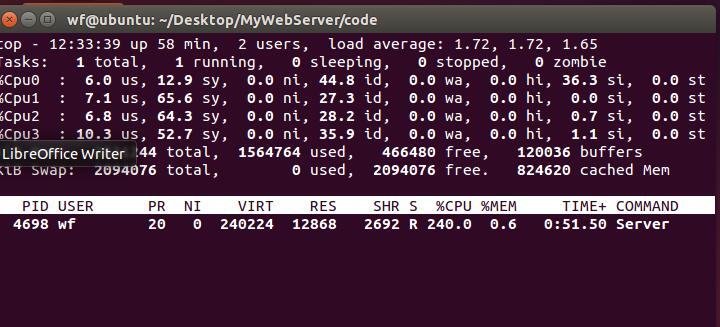 wf@ubuntu: ~/Desktop/MyWebServer/code
top - 12:33:39 up 58 min, 2 users, load average: 1.72, 1.72, 1.65
Tasks: 1 total, 1 running, 0 sleeping, 0 stopped, 0 zombie
%Cpu0 : 6.0 us, 12.9 sy, 0.0 ni, 44.8 id, 0.0 wa, 0.0 hi, 36.3 si, 0.0 st
%Cpu1 : 7.1 us, 65.6 sy, 0.0 ni, 27.3 id, 0.0 wa, 0.0 hi, 0.0 si, 0.0 st
%Cpu2 : 6.8 us, 64.3 sy, 0.0 ni, 28.2 id, 0.0 wa, 0.0 hi, 0.7 si, 0.0 st
%Cpu3 : 10.3 us, 52.7 sy, 0.0 ni, 35.9 id, 0.0 wa, 0.0 hi, 1.1 si, 0.0 st
LibreOffice Writer 244 total, 1564764 used, 466480 free, 120036 buffers
KiB Swap: 2094076 total, 0 used, 2094076 free. 824620 cached Mem
PID USER PR NI VIRT RES SHR S %CPU %MEM TIME+ COMMAND
4698 wf 20 0 240224 12868 2692 R 240.0 0.6 0:51.50 Server